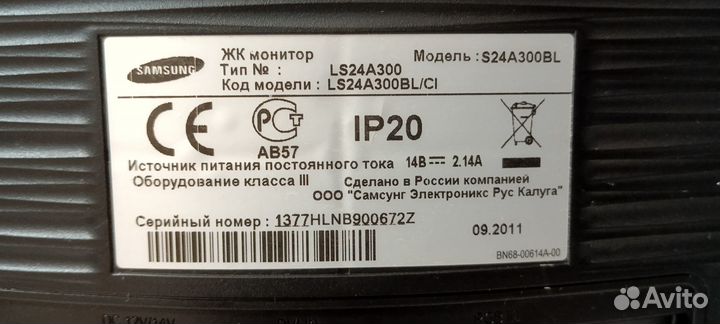 SAMSUNG
ЖК монитор
Модель : S24A300BL
Тип № : LS24A300
Код модели : LS24A300BL/CI
CE
РСТ
АВ57
IP20
Источник питания постоянного тока 14В 2.14A
Оборудование класса III
Сделано в России компанией
ООО "Самсунг Электроникс Рус Калуга"
Серийный номер : 1377HLNB900672Z
09.2011
BN68-00614A-00
Avito